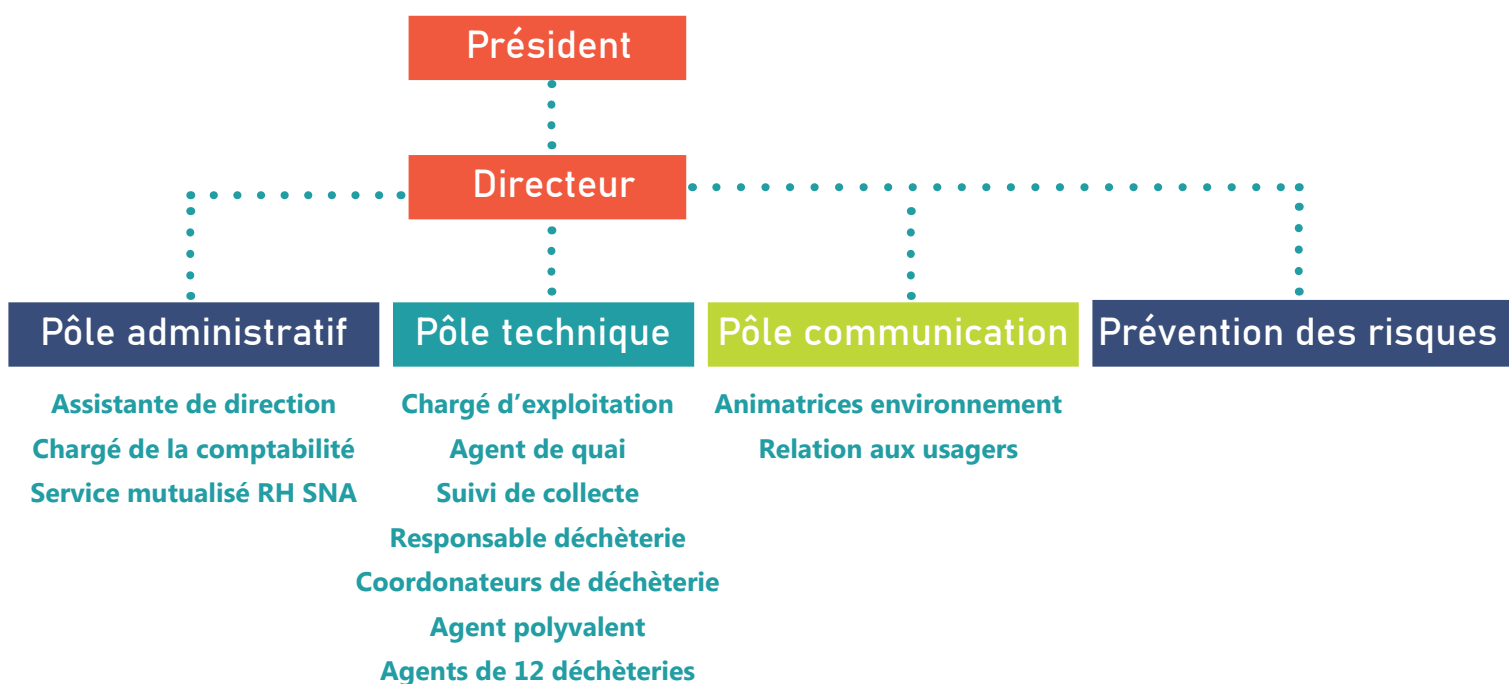 Président
Directeur
Pôle administratif
Assistante de direction
Chargé de la comptabilité
Service mutualisé RH SNA
Pôle technique
Chargé d’exploitation
Agent de quai
Suivi de collecte
Responsable déchèterie
Coordonateurs de déchèterie
Agent polyvalent
Agents de 12 déchèteries
Pôle communication
Animatrices environnement
Relation aux usagers
Prévention des risques